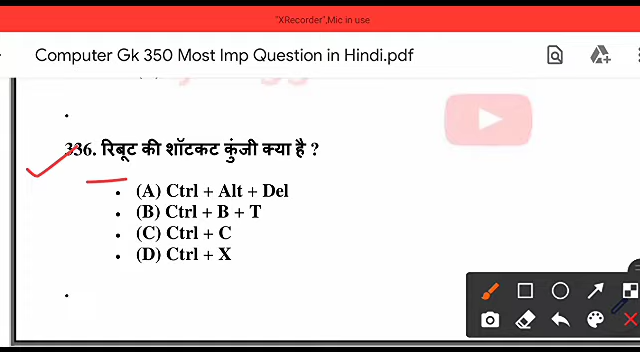 "XRecorder",Mic in use
Computer Gk 350 Most Imp Question in Hindi.pdf
336. रिबूट की शॉटकट कुंजी क्या है ?
(A) Ctrl + Alt + Del
(B) Ctrl + B + T
(C) Ctrl + C
(D) Ctrl + X